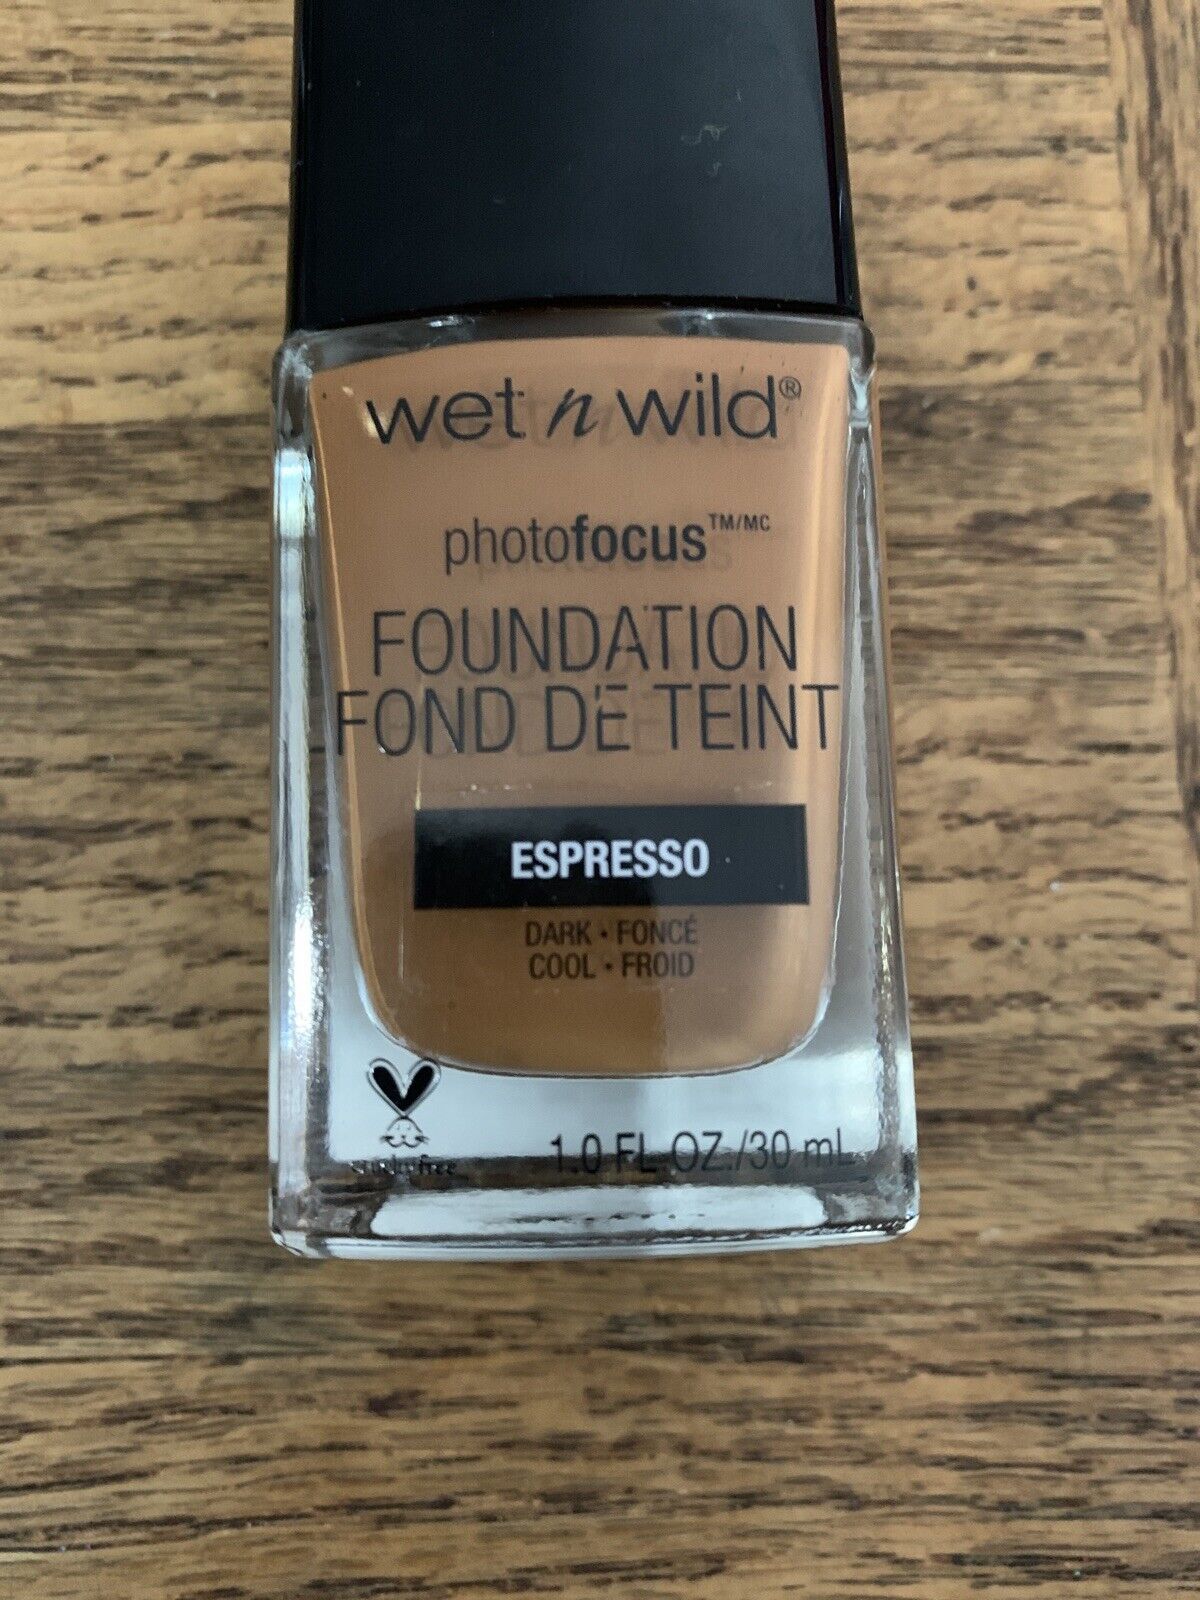 wet n wild®
photofocus™/MC
FOUNDATION
FOND DE TEINT
ESPRESSO
DARK • FONCÉ
COOL • FROID
crueltyfree
1.0 FL.OZ./30 mL